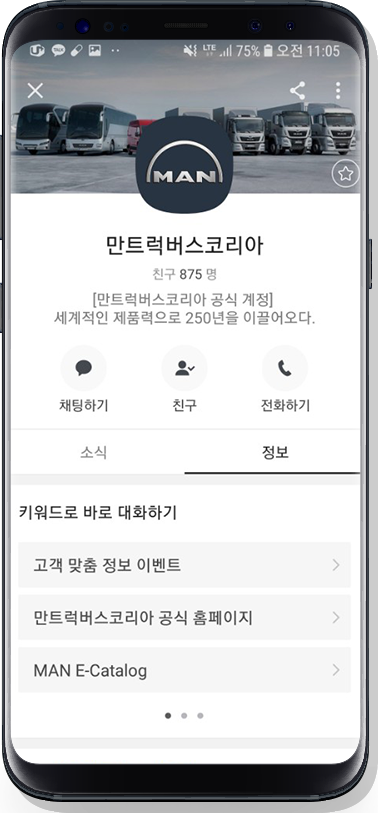 LTE 75% 오전 11:05
MAN
만트럭버스코리아
친구 875 명
[만트럭버스코리아 공식 계정]
세계적인 제품력으로 250년을 이끌어오다.
채팅하기 친구 전화하기
소식 정보
키워드로 바로 대화하기
고객 맞춤 정보 이벤트
만트럭버스코리아 공식 홈페이지
MAN E-Catalog